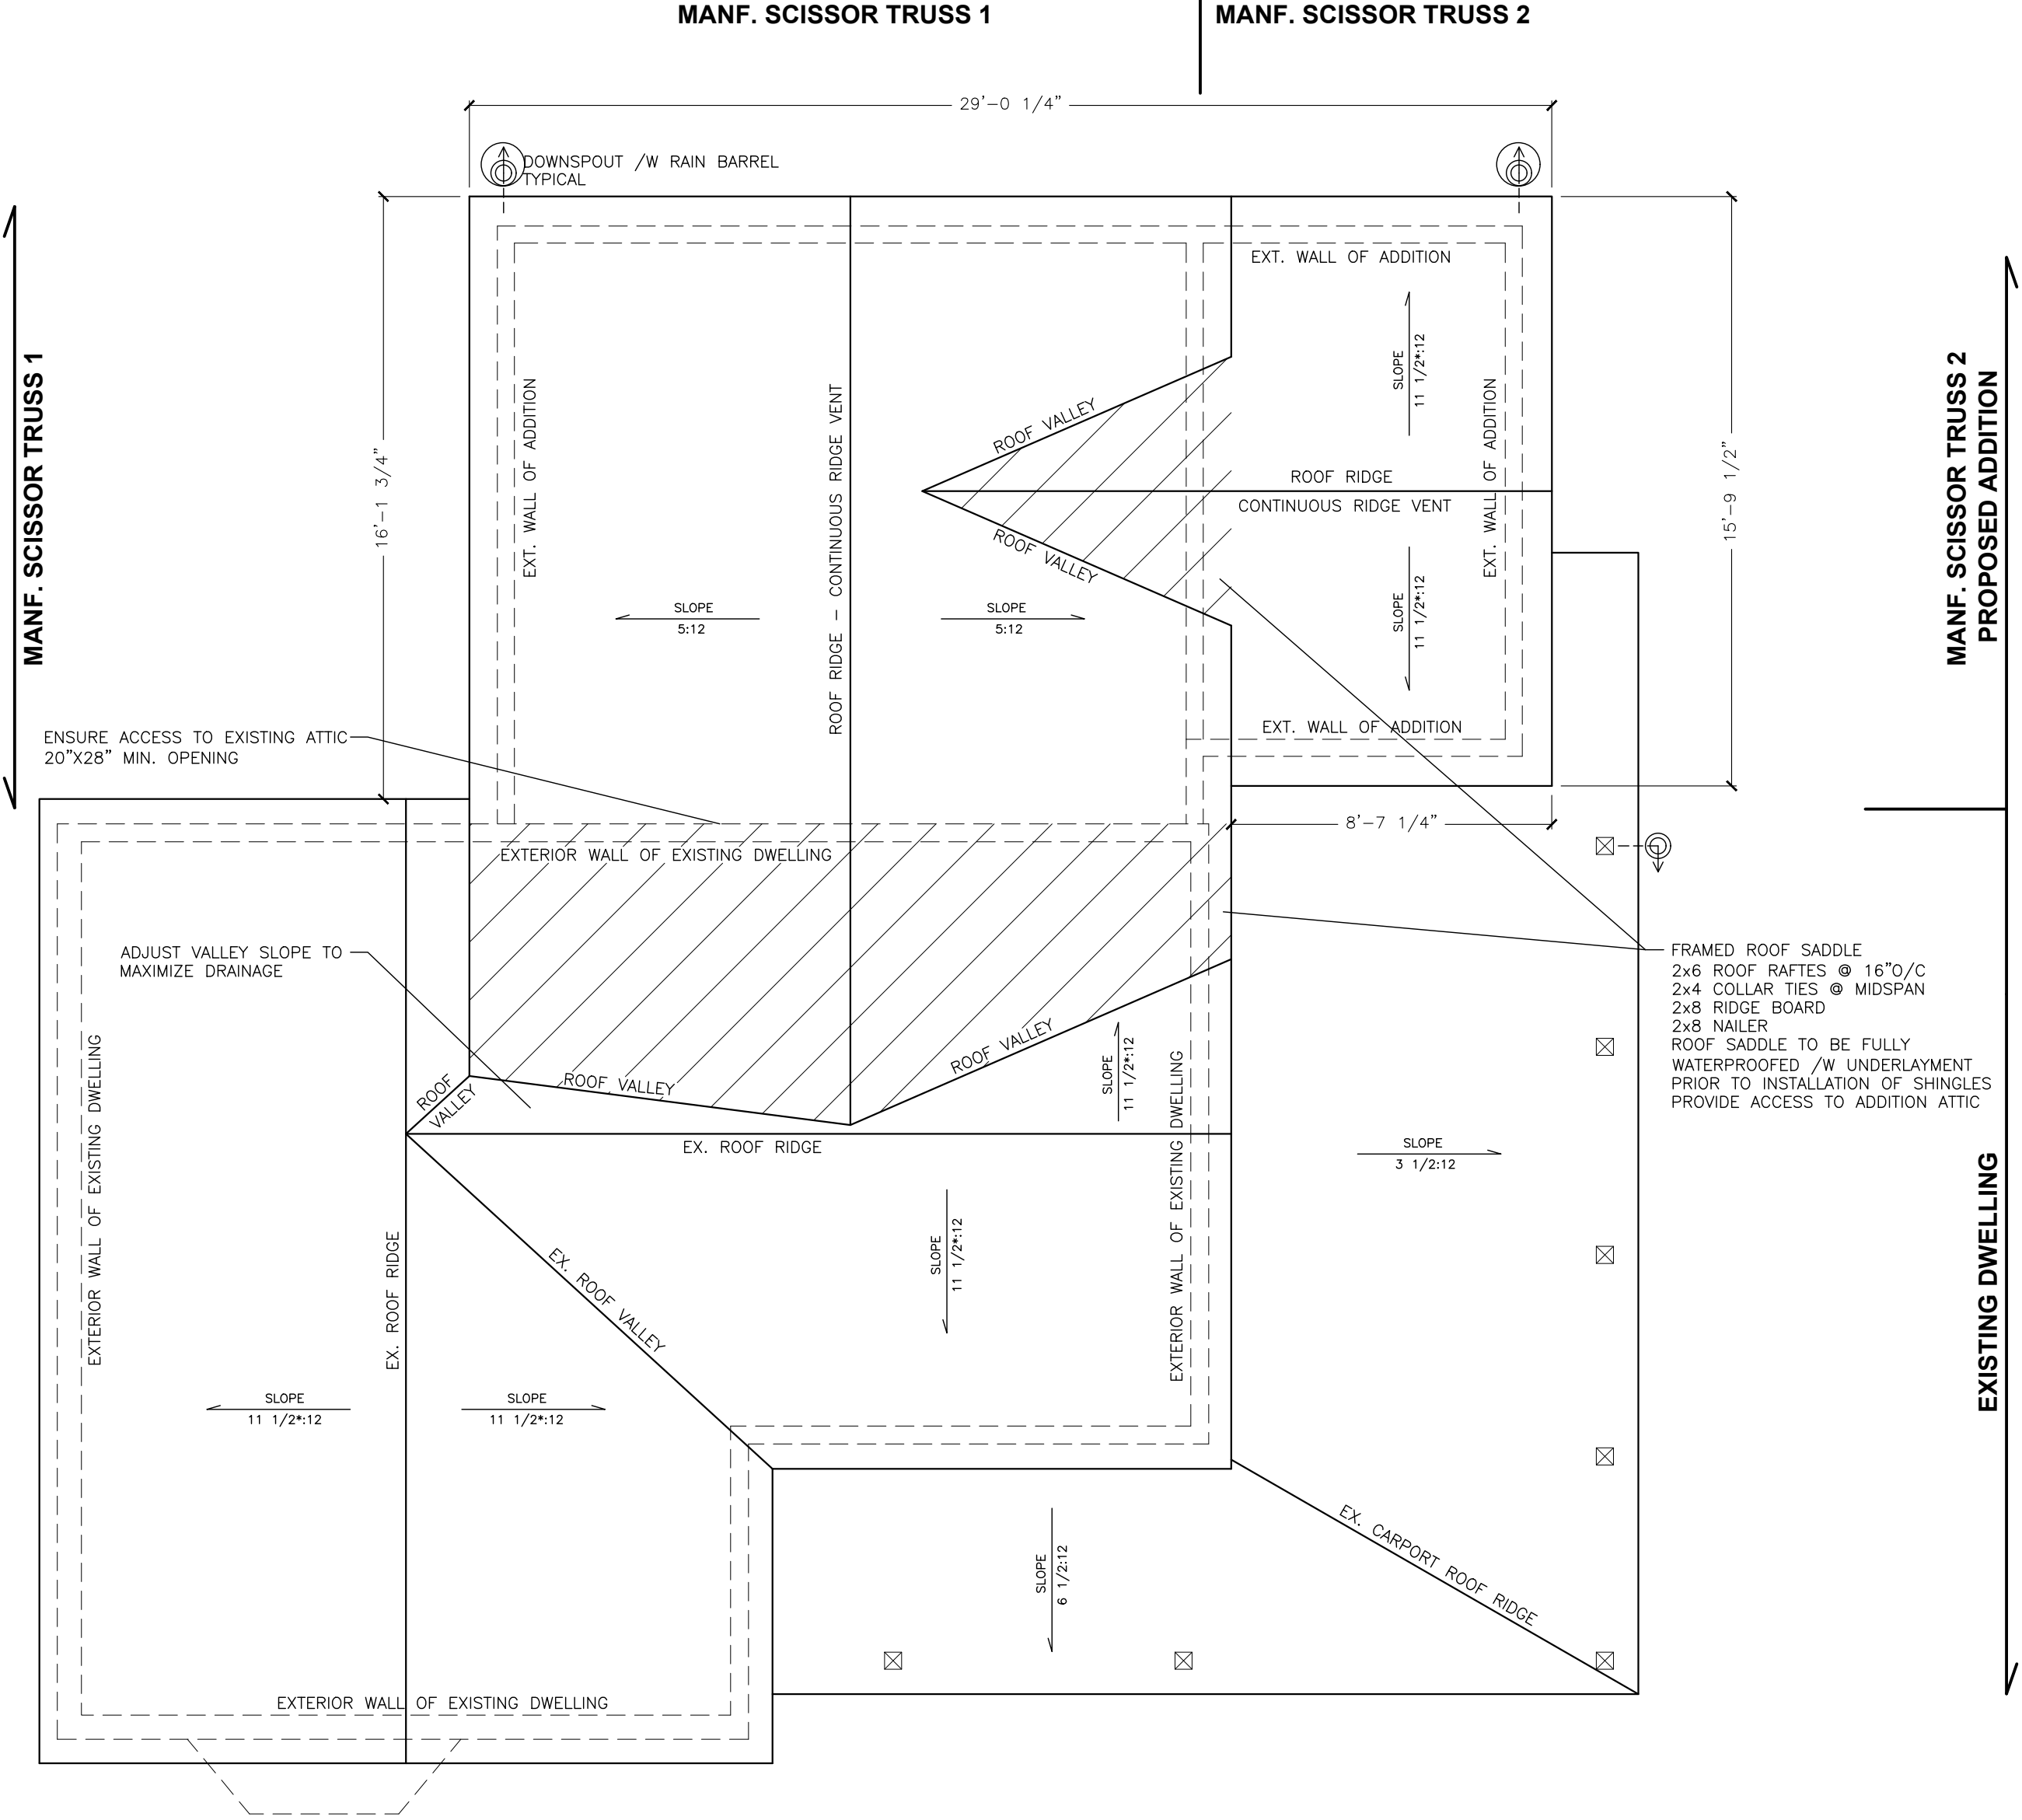 MANF. SCISSOR TRUSS 1
MANF. SCISSOR TRUSS 2
29'-0 1/4"
DOWNSPOUT /W RAIN BARREL
TYPICAL
EXT. WALL OF ADDITION
MANF. SCISSOR TRUSS 1
16'-1 3/4"
EXT. WALL OF ADDITION
ROOF RIDGE - CONTINUOUS RIDGE VENT
ROOF VALLEY
ROOF VALLEY
SLOPE
11 1/2*:12
ROOF RIDGE
CONTINUOUS RIDGE VENT
EXT. WALL OF ADDITION
15'-9 1/2"
MANF. SCISSOR TRUSS 2
PROPOSED ADDITION
SLOPE
5:12
SLOPE
5:12
SLOPE
11 1/2*:12
EXT. WALL OF ADDITION
ENSURE ACCESS TO EXISTING ATTIC
20"X28" MIN. OPENING
8'-7 1/4"
EXTERIOR WALL OF EXISTING DWELLING
ADJUST VALLEY SLOPE TO
MAXIMIZE DRAINAGE
FRAMED ROOF SADDLE
2x6 ROOF RAFTES @ 16"O/C
2x4 COLLAR TIES @ MIDSPAN
2x8 RIDGE BOARD
2x8 NAILER
ROOF SADDLE TO BE FULLY
WATERPROOFED /W UNDERLAYMENT
PRIOR TO INSTALLATION OF SHINGLES
PROVIDE ACCESS TO ADDITION ATTIC
EXTERIOR WALL OF EXISTING DWELLING
ROOF
VALLEY
ROOF VALLEY
ROOF VALLEY
SLOPE
11 1/2*:12
EXTERIOR WALL OF EXISTING DWELLING
EX. ROOF RIDGE
SLOPE
3 1/2:12
EX. ROOF RIDGE
EX. ROOF VALLEY
SLOPE
11 1/2*:12
EXISTING DWELLING
SLOPE
11 1/2*:12
SLOPE
11 1/2*:12
SLOPE
6 1/2:12
EX. CARPORT ROOF RIDGE
EXTERIOR WALL OF EXISTING DWELLING